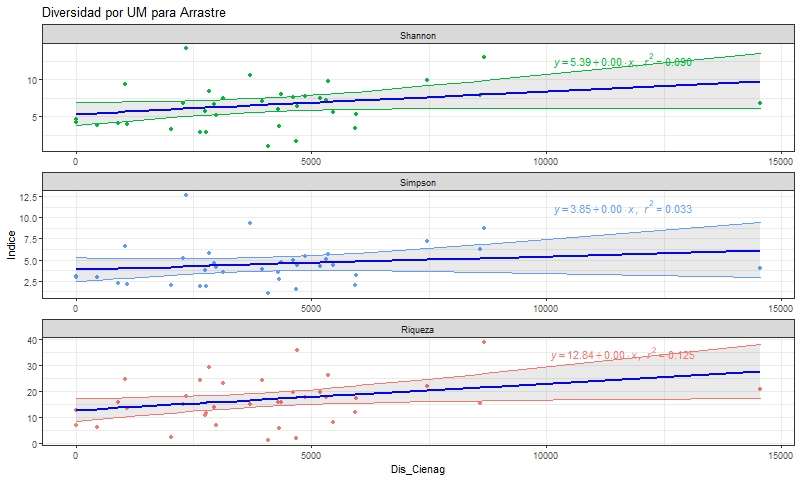 Diversidad por UM para Arrastre
Shannon
y = 5.39 + 0.00 · x, r² = 0.090
10
5
0 5000 10000 15000
Simpson
y = 3.85 + 0.00 · x, r² = 0.033
12.5
10.0
7.5
5.0
2.5
0 5000 10000 15000
Indice
Riqueza
y = 12.84 + 0.00 · x, r² = 0.125
40
30
20
10
0
0 5000 10000 15000
Dis_Cienag